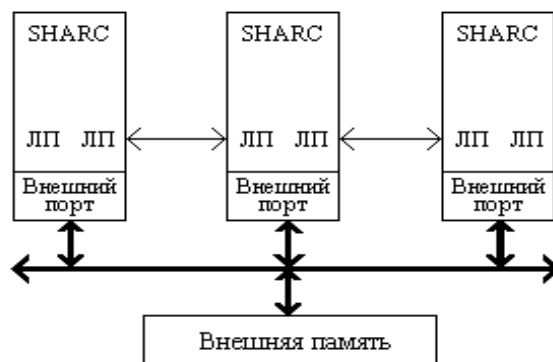 SHARC SHARC SHARC
ЛП ЛП ЛП ЛП ЛП ЛП
Внешний Внешний Внешний
порт порт порт
Внешняя память